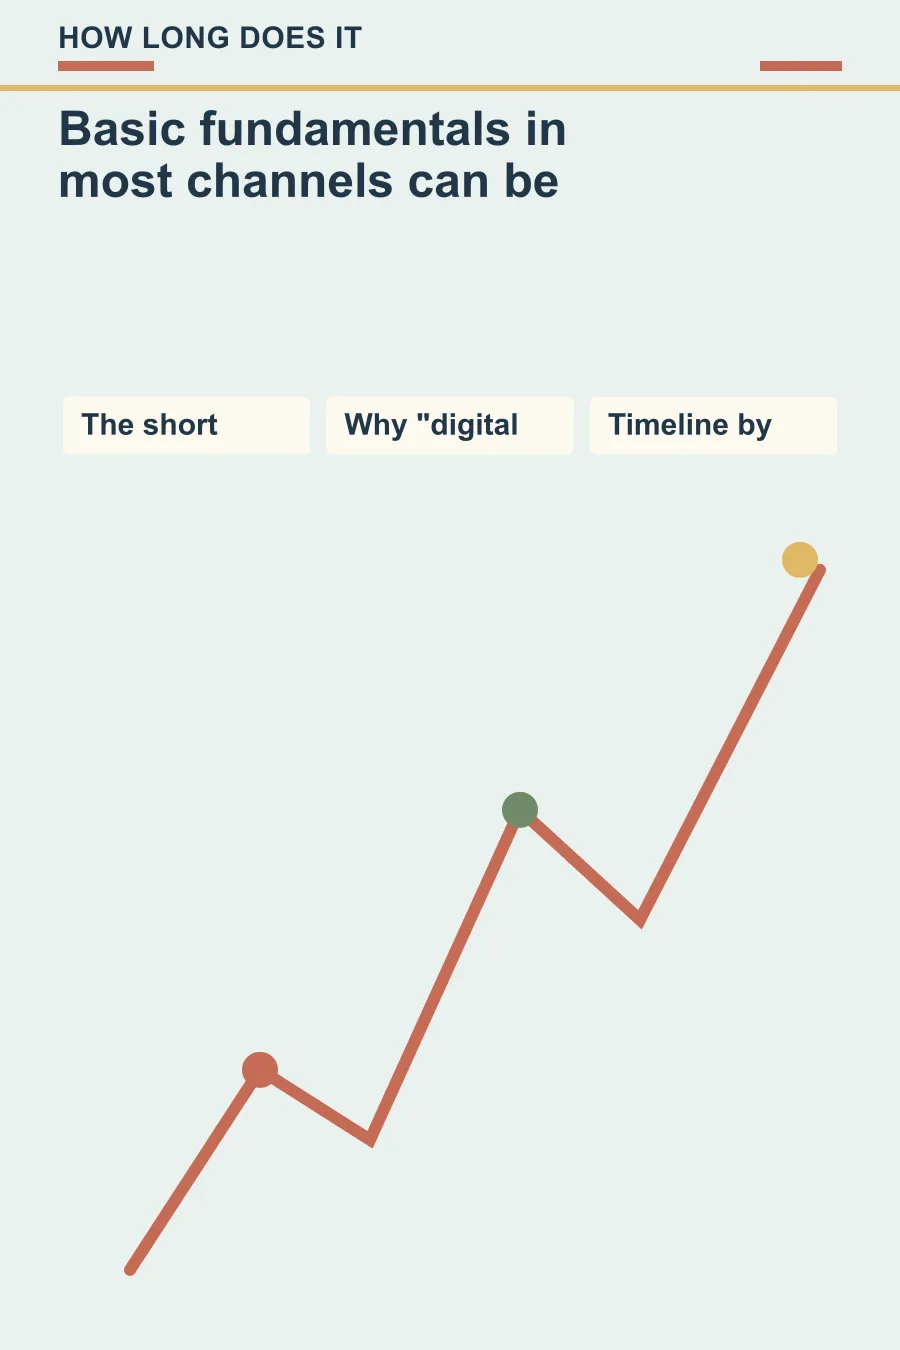 HOW LONG DOES IT
Basic fundamentals in
most channels can be
The short
Why "digital
Timeline by